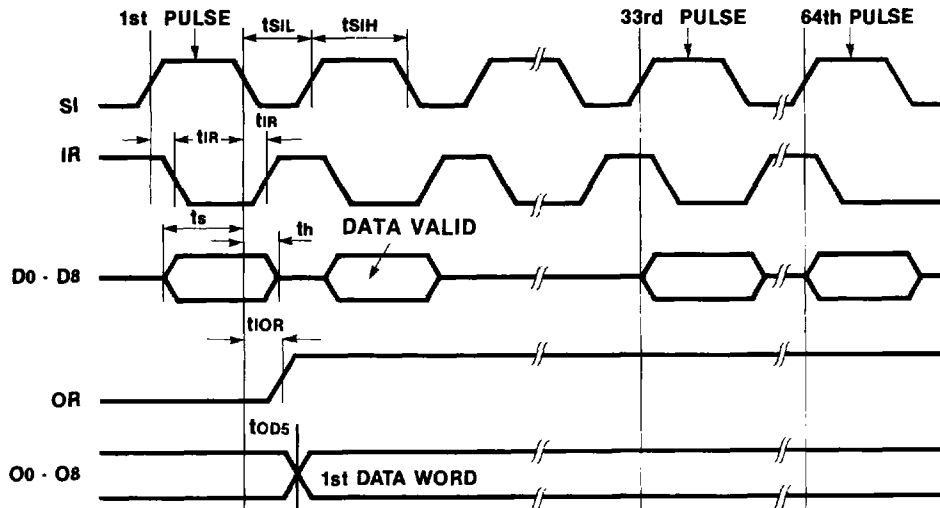 1st PULSE tSIL tSIH 33rd PULSE 64th PULSE
SI
tIR
IR tIR
ts th DATA VALID
D0 - D8
tIOR
OR
tOD5
O0 - O8 1st DATA WORD